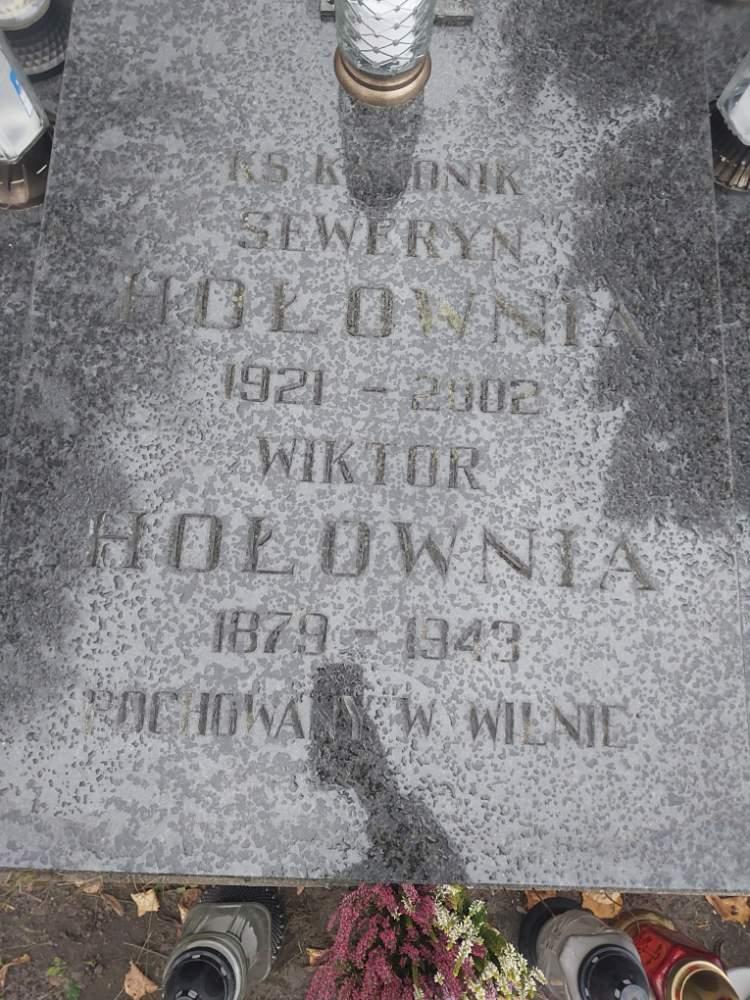 KS KANONIK
SEWERYN
HOŁOWNIA
1921 - 2002
WIKTOR
HOŁOWNIA
1879 - 1943
POCHOWANY W WILNIE